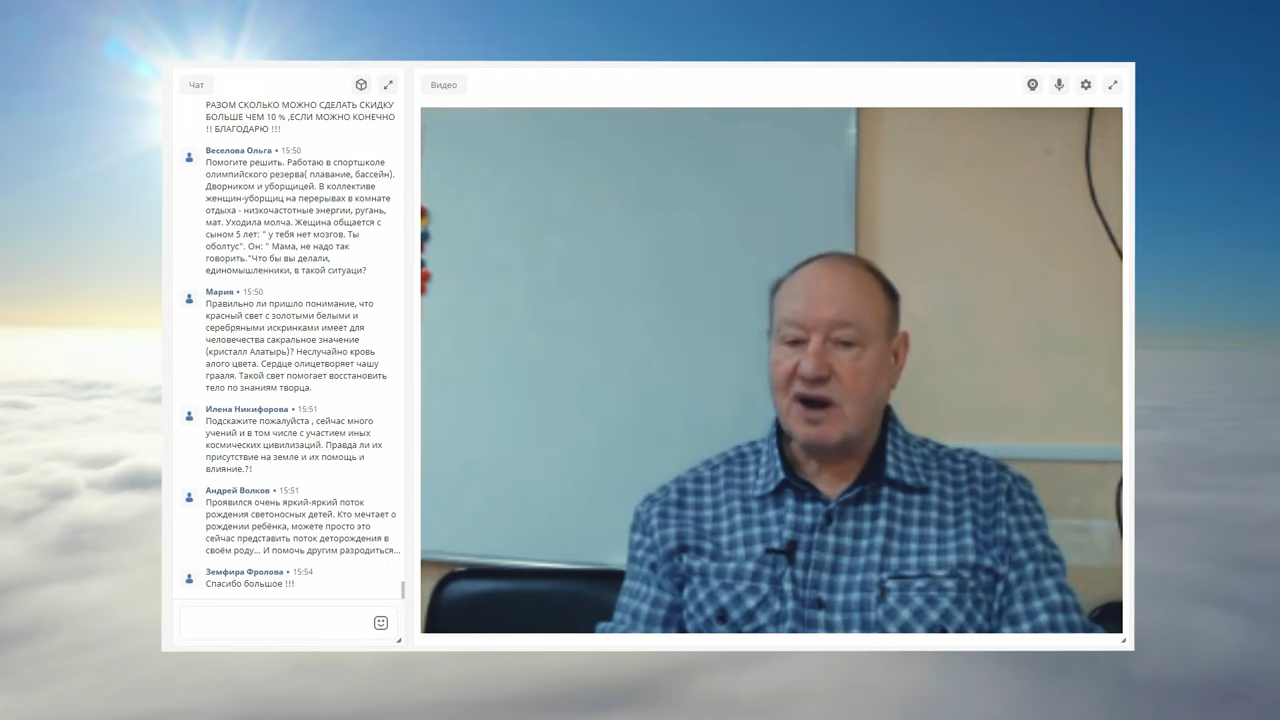 Чат
Видео
РАЗОМ СКОЛЬКО МОЖНО СДЕЛАТЬ СКИДКУ
БОЛЬШЕ ЧЕМ 10 % ,ЕСЛИ МОЖНО КОНЕЧНО
!! БЛАГОДАРЮ !!!
Веселова Ольга • 15:50
Помогите решить. Работаю в спортшколе
олимпийского резерва( плавание, бассейн).
Дворником и уборщицей. В коллективе
женщин-уборщиц на перерывах в комнате
отдыха - низкочастотные энергии, ругань,
мат. Уходила молча. Жещина общается с
сыном 5 лет: " у тебя нет мозгов. Ты
оболтус". Он: " Мама, не надо так
говорить."Что бы вы делали,
единомышленники, в такой ситуаци?
Мария • 15:50
Правильно ли пришло понимание, что
красный свет с золотыми белыми и
серебряными искринками имеет для
человечества сакральное значение
(кристалл Алатырь)? Неслучайно кровь
алого цвета. Сердце олицетворяет чашу
грааля. Такой свет помогает восстановить
тело по знаниям творца.
Илена Никифорова • 15:51
Подскажите пожалуйста , сейчас много
учений и в том числе с участием иных
космических цивилизаций. Правда ли их
присутствие на земле и их помощь и
влияние.?!
Андрей Волков • 15:51
Проявился очень яркий-яркий поток
рождения светоносных детей. Кто мечтает о
рождении ребёнка, можете просто это
сейчас представить поток деторождения в
своём роду... И помочь другим разродиться...
Земфира Фролова • 15:54
Спасибо большое !!!